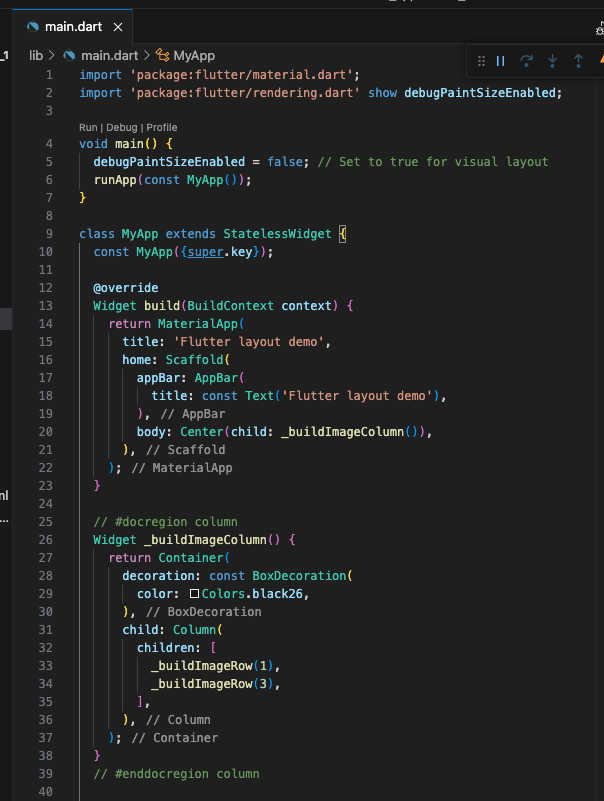 main.dart
_1
lib > main.dart > MyApp
1 import 'package:flutter/material.dart';
2 import 'package:flutter/rendering.dart' show debugPaintSizeEnabled;
3
Run | Debug | Profile
4 void main() {
5 debugPaintSizeEnabled = false; // Set to true for visual layout
6 runApp(const MyApp());
7 }
8
9 class MyApp extends StatelessWidget {
10 const MyApp({super.key});
11
12 @override
13 Widget build(BuildContext context) {
14 return MaterialApp(
15 title: 'Flutter layout demo',
16 home: Scaffold(
17 appBar: AppBar(
18 title: const Text('Flutter layout demo'),
19 ), // AppBar
20 body: Center(child: _buildImageColumn()),
21 ), // Scaffold
22 ); // MaterialApp
23 }
24
ml
...
25 // #docregion column
26 Widget _buildImageColumn() {
27 return Container(
28 decoration: const BoxDecoration(
29 color: Colors.black26,
30 ), // BoxDecoration
31 child: Column(
32 children: [
33 _buildImageRow(1),
34 _buildImageRow(3),
35 ],
36 ), // Column
37 ); // Container
38 }
39 // #enddocregion column
40